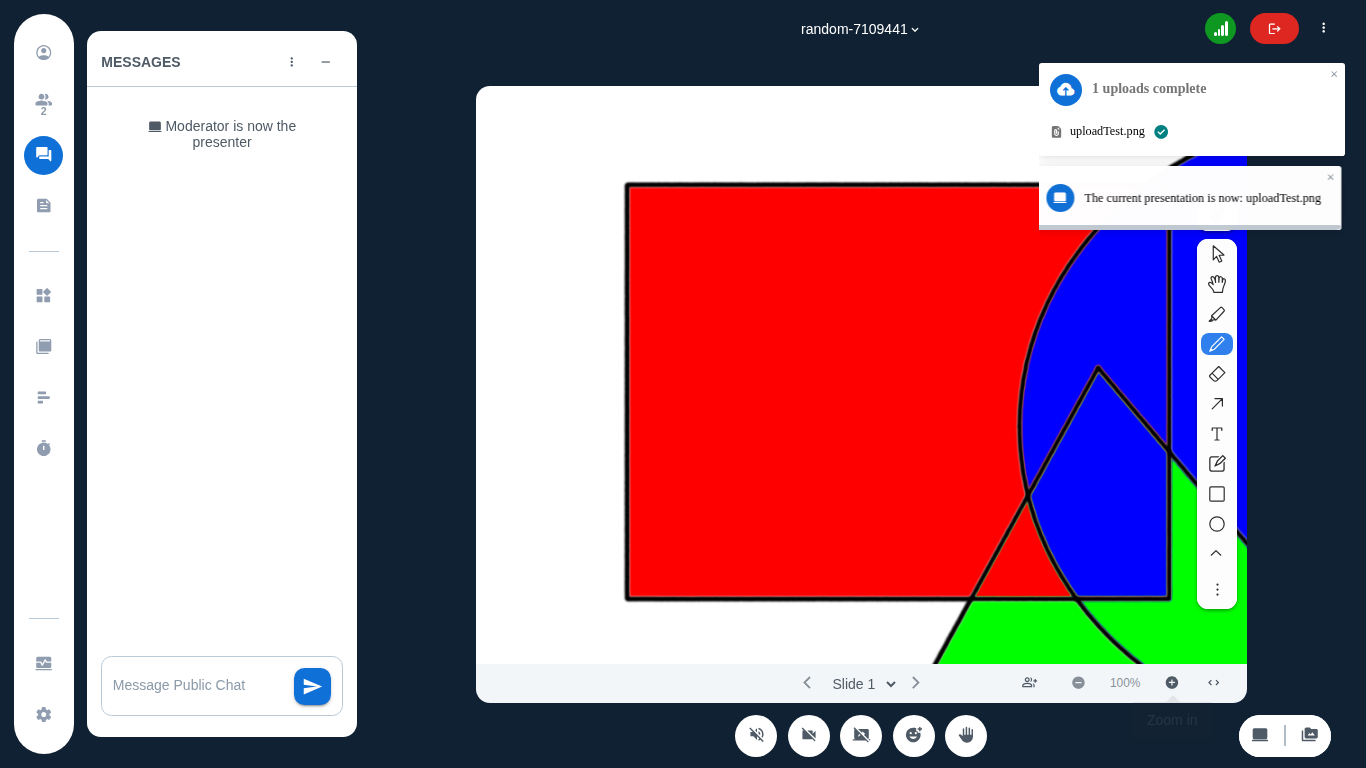 random-7109441
MESSAGES
1 uploads complete
uploadTest.png
2
Moderator is now the
presenter
The current presentation is now: uploadTest.png
Message Public Chat
Slide 1
100%
Zoom in